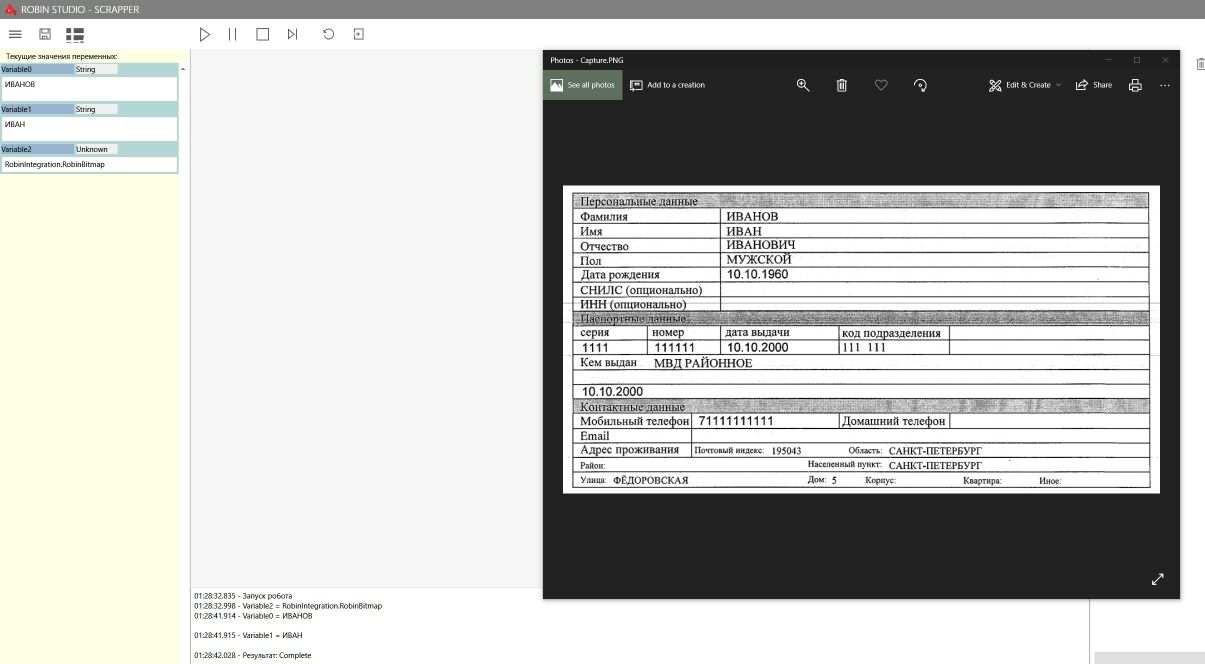 ROBIN STUDIO - SCRAPPER
Текущие значения переменных:
Variable0 String
ИВАНОВ
Variable1 String
ИВАН
Variable2 Unknown
RobinIntegration.RobinBitmap
Photos - Capture.PNG
See all photos Add to a creation Edit & Create Share
Персональные данные
Фамилия ИВАНОВ
Имя ИВАН
Отчество ИВАНОВИЧ
Пол МУЖСКОЙ
Дата рождения 10.10.1960
СНИЛС (опционально)
ИНН (опционально)
Паспортные данные
серия номер дата выдачи код подразделения
1111 111111 10.10.2000 111 111
Кем выдан МВД РАЙОННОЕ
10.10.2000
Контактные данные
Мобильный телефон 71111111111 Домашний телефон
Email
Адрес проживания Почтовый индекс: 195043 Область: САНКТ-ПЕТЕРБУРГ
Район: Населенный пункт: САНКТ-ПЕТЕРБУРГ
Улица: ФЁДОРОВСКАЯ Дом: 5 Корпус: Квартира: Иное:
01:28:32.835 - Запуск робота
01:28:32.998 - Variable2 = RobinIntegration.RobinBitmap
01:28:41.914 - Variable0 = ИВАНОВ
01:28:41.915 - Variable1 = ИВАН
01:28:42.028 - Результат: Complete